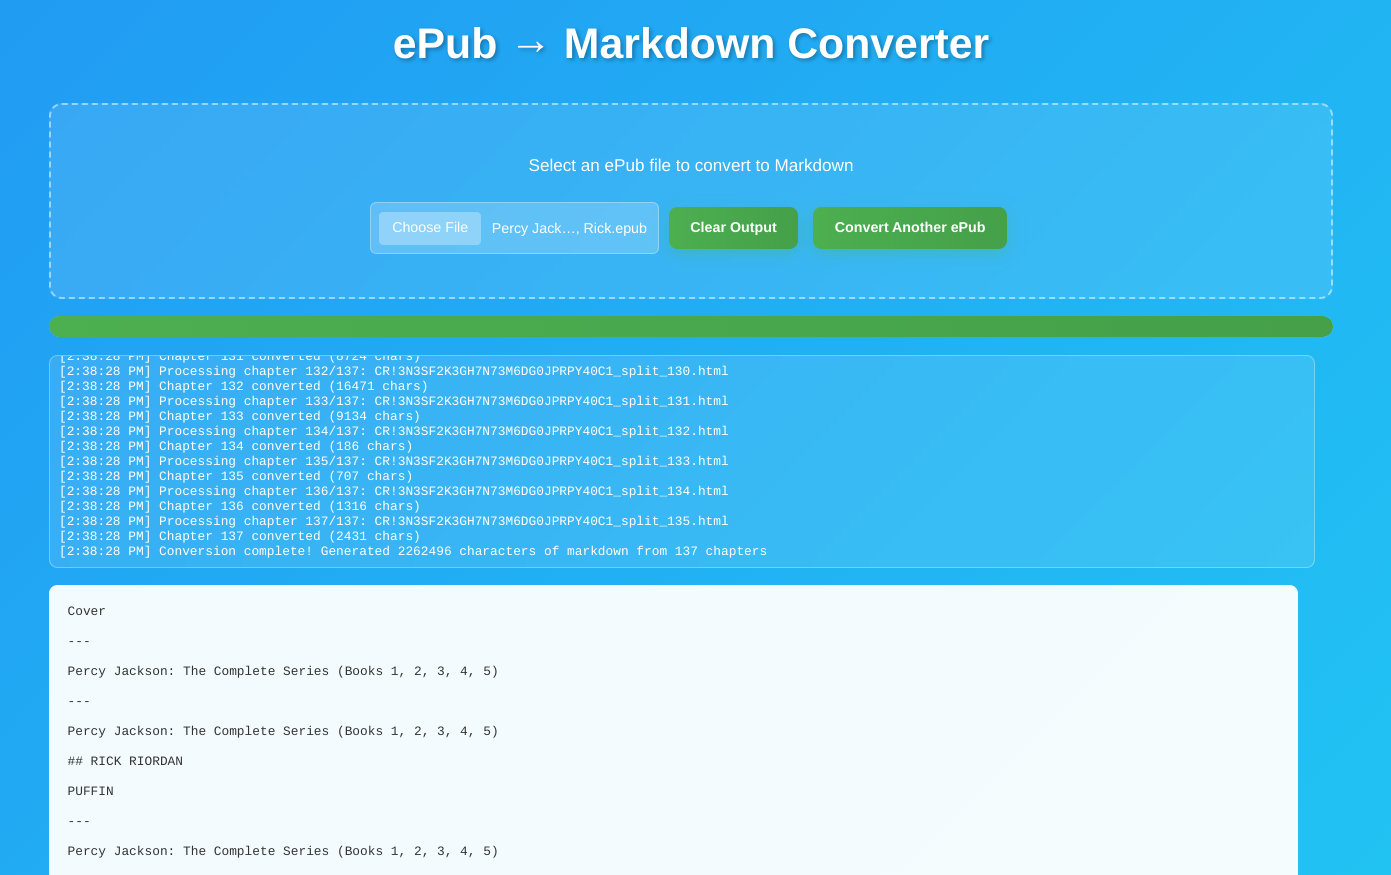 ePub → Markdown Converter
Select an ePub file to convert to Markdown
Choose File Percy Jack…, Rick.epub Clear Output Convert Another ePub
[2:38:28 PM] Chapter 131 converted (8724 chars)
[2:38:28 PM] Processing chapter 132/137: CR!3N3SF2K3GH7N73M6DG0JPRPY40C1_split_130.html
[2:38:28 PM] Chapter 132 converted (16471 chars)
[2:38:28 PM] Processing chapter 133/137: CR!3N3SF2K3GH7N73M6DG0JPRPY40C1_split_131.html
[2:38:28 PM] Chapter 133 converted (9134 chars)
[2:38:28 PM] Processing chapter 134/137: CR!3N3SF2K3GH7N73M6DG0JPRPY40C1_split_132.html
[2:38:28 PM] Chapter 134 converted (186 chars)
[2:38:28 PM] Processing chapter 135/137: CR!3N3SF2K3GH7N73M6DG0JPRPY40C1_split_133.html
[2:38:28 PM] Chapter 135 converted (707 chars)
[2:38:28 PM] Processing chapter 136/137: CR!3N3SF2K3GH7N73M6DG0JPRPY40C1_split_134.html
[2:38:28 PM] Chapter 136 converted (1316 chars)
[2:38:28 PM] Processing chapter 137/137: CR!3N3SF2K3GH7N73M6DG0JPRPY40C1_split_135.html
[2:38:28 PM] Chapter 137 converted (2431 chars)
[2:38:28 PM] Conversion complete! Generated 2262496 characters of markdown from 137 chapters
Cover
---
Percy Jackson: The Complete Series (Books 1, 2, 3, 4, 5)
---
Percy Jackson: The Complete Series (Books 1, 2, 3, 4, 5)
## RICK RIORDAN
PUFFIN
---
Percy Jackson: The Complete Series (Books 1, 2, 3, 4, 5)